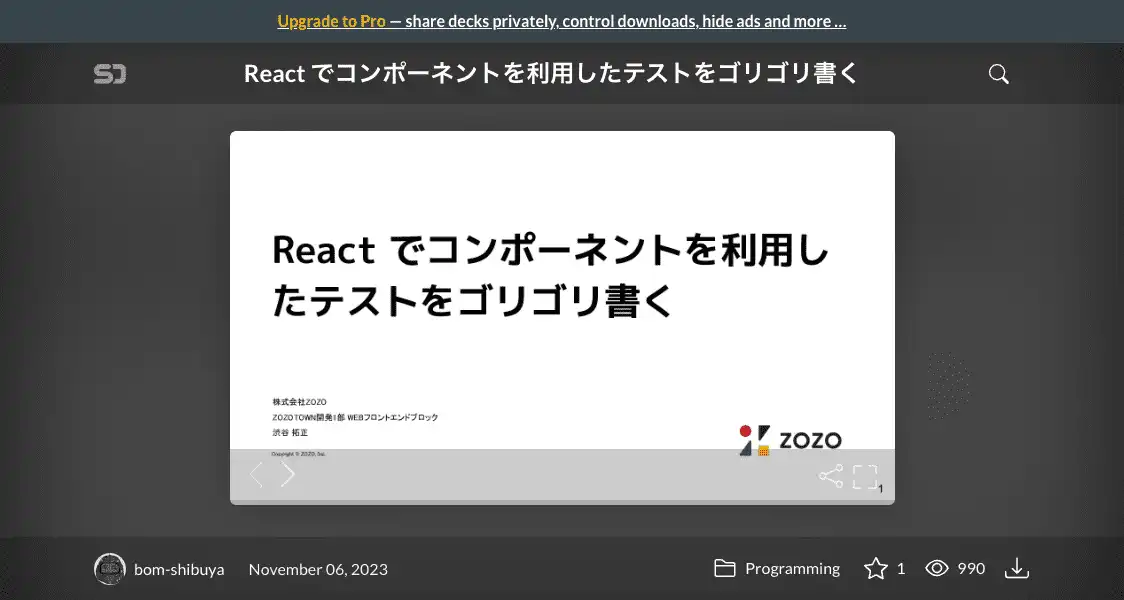 Upgrade to Pro — share decks privately, control downloads, hide ads and more …
SD
React でコンポーネントを利用したテストをゴリゴリ書く
React でコンポーネントを利用し
たテストをゴリゴリ書く
株式会社ZOZO
ZOZOTOWN開発1部 WEBフロントエンドブロック
渋谷 拓正
Copyright © ZOZO, Inc.
ZOZO
1
bom-shibuya
November 06, 2023
Programming
1
990